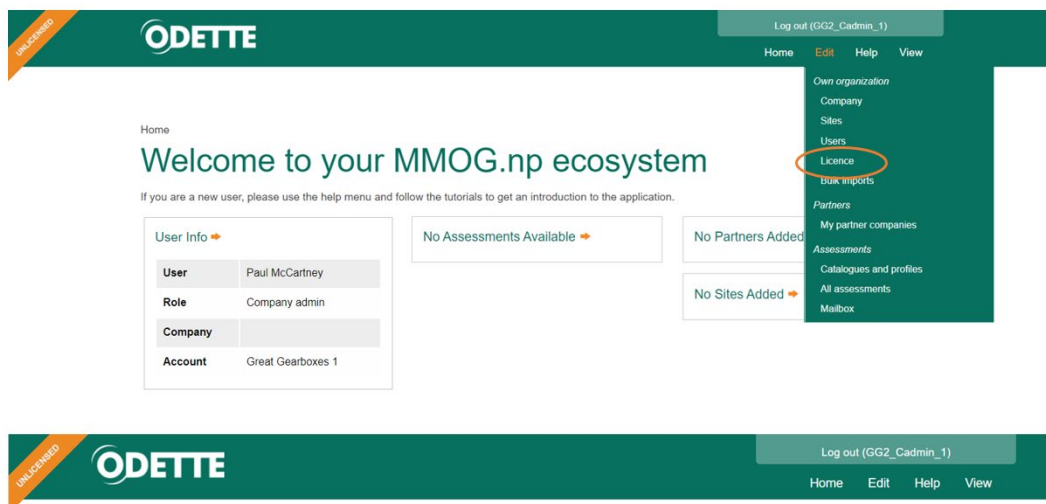 UNLICENSED
ODETTE
Log out (GG2_Cadmin_1)
Home Edit Help View
Own organization
Company
Sites
Users
Licence
Bulk imports
Partners
My partner companies
Assessments
Catalogues and profiles
All assessments
Mailbox
Home
Welcome to your MMOG.np ecosystem
If you are a new user, please use the help menu and follow the tutorials to get an introduction to the application.
User Info
User Paul McCartney
Role Company admin
Company
Account Great Gearboxes 1
No Assessments Available
No Partners Added
No Sites Added
UNLICENSED
ODETTE
Log out (GG2_Cadmin_1)
Home Edit Help View